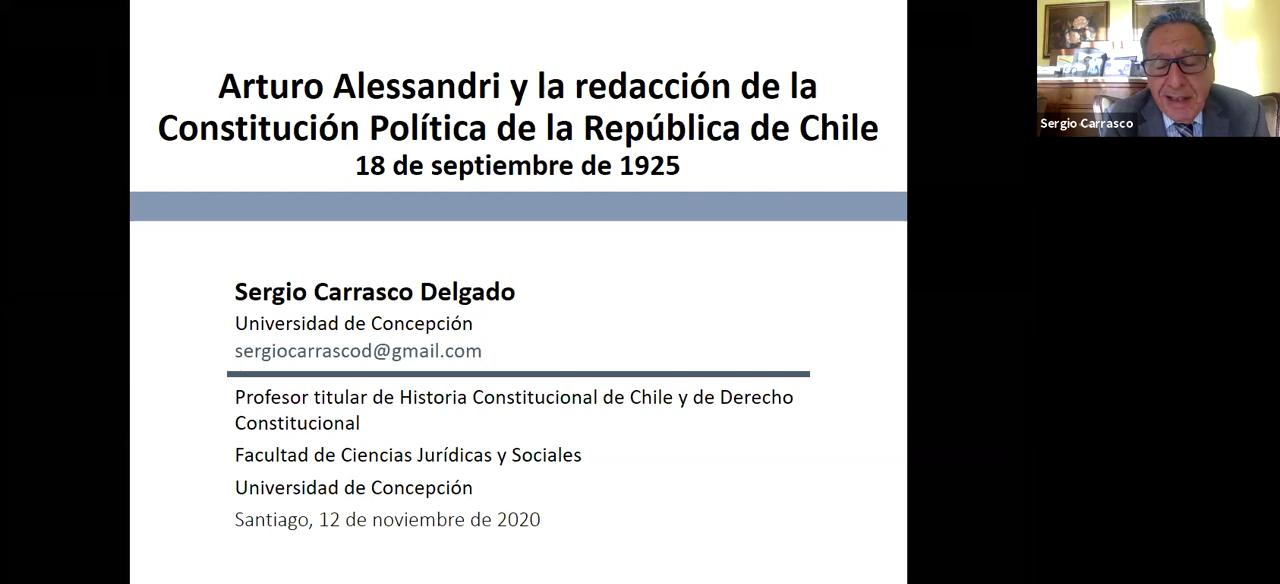 Arturo Alessandri y la redacción de la
Constitución Política de la República de Chile
18 de septiembre de 1925
Sergio Carrasco Delgado
Universidad de Concepción
sergiocarrascod@gmail.com
Profesor titular de Historia Constitucional de Chile y de Derecho
Constitucional
Facultad de Ciencias Jurídicas y Sociales
Universidad de Concepción
Santiago, 12 de noviembre de 2020
Sergio Carrasco